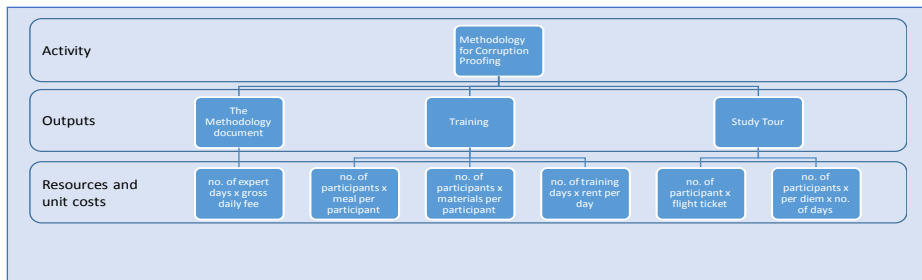 Activity
Methodology
for Corruption
Proofing
Outputs
The
Methodology
document
Training
Study Tour
Resources and
unit costs
no. of expert
days x gross
daily fee
no. of
participants x
meal per
participant
no. of
participants x
materials per
participant
no. of training
days x rent per
day
no. of
participant x
flight ticket
no. of
participants x
per diem x no.
of days